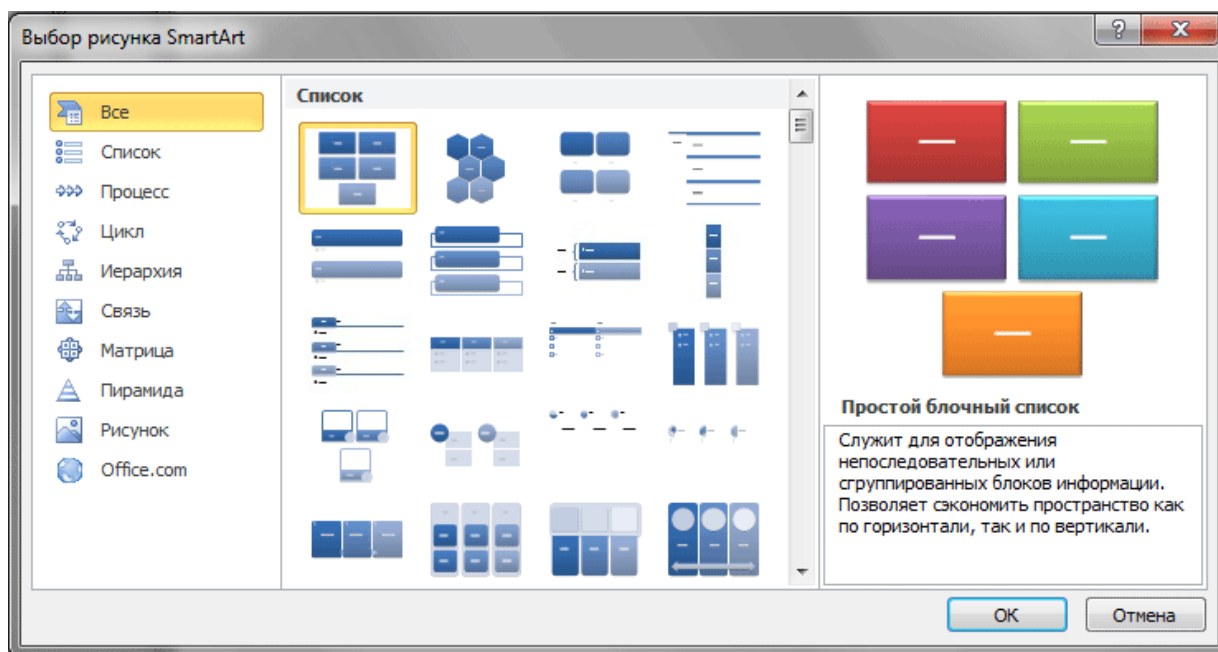 Выбор рисунка SmartArt
Все
Список
Процесс
Цикл
Иерархия
Связь
Матрица
Пирамида
Рисунок
Office.com
Список
Простой блочный список
Служит для отображения
непоследовательных или
сгруппированных блоков информации.
Позволяет сэкономить пространство как
по горизонтали, так и по вертикали.
ОК
Отмена